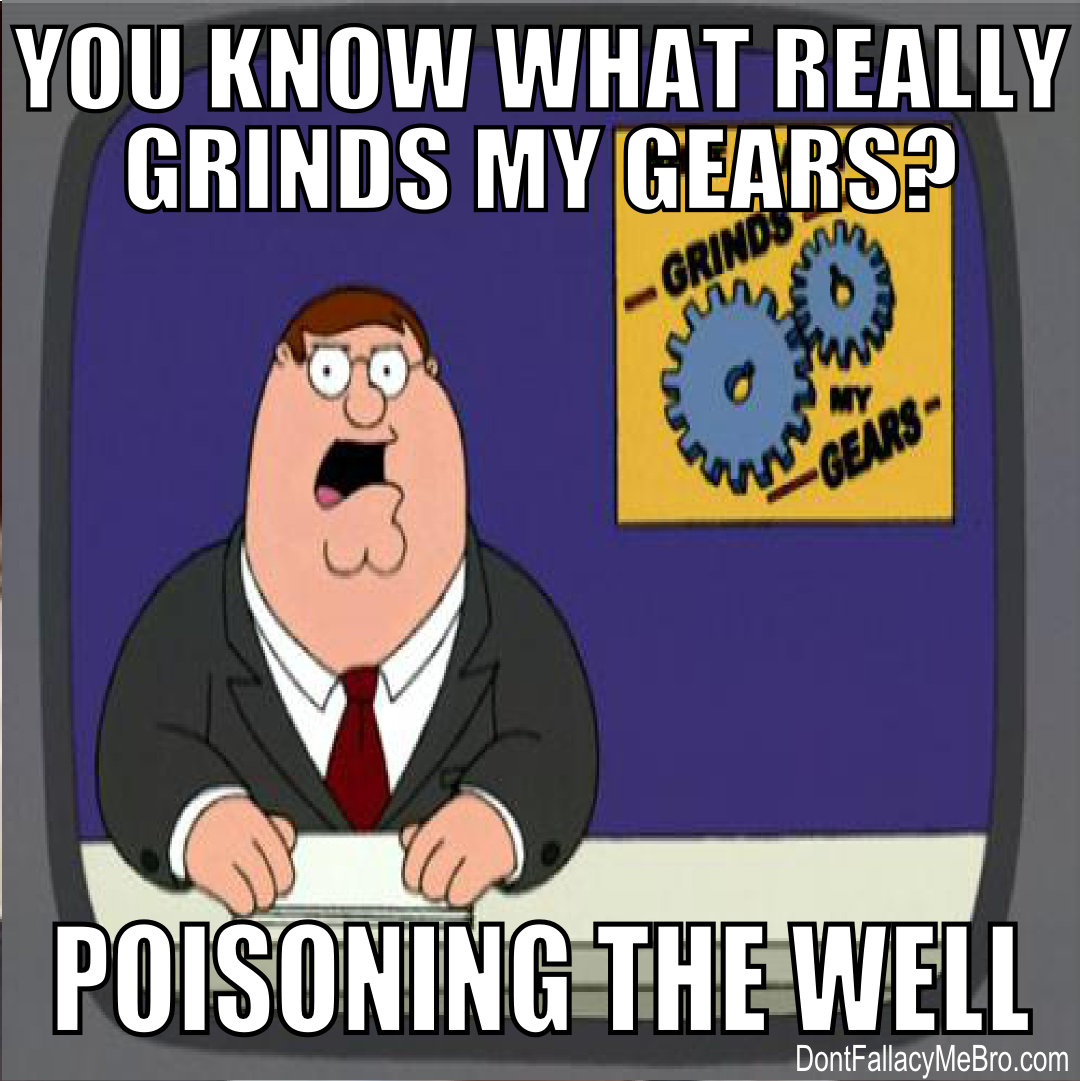 YOU KNOW WHAT REALLY
GRINDS MY GEARS?
GRINDS
MY
GEARS
POISONING THE WELL
DontFallacyMeBro.com